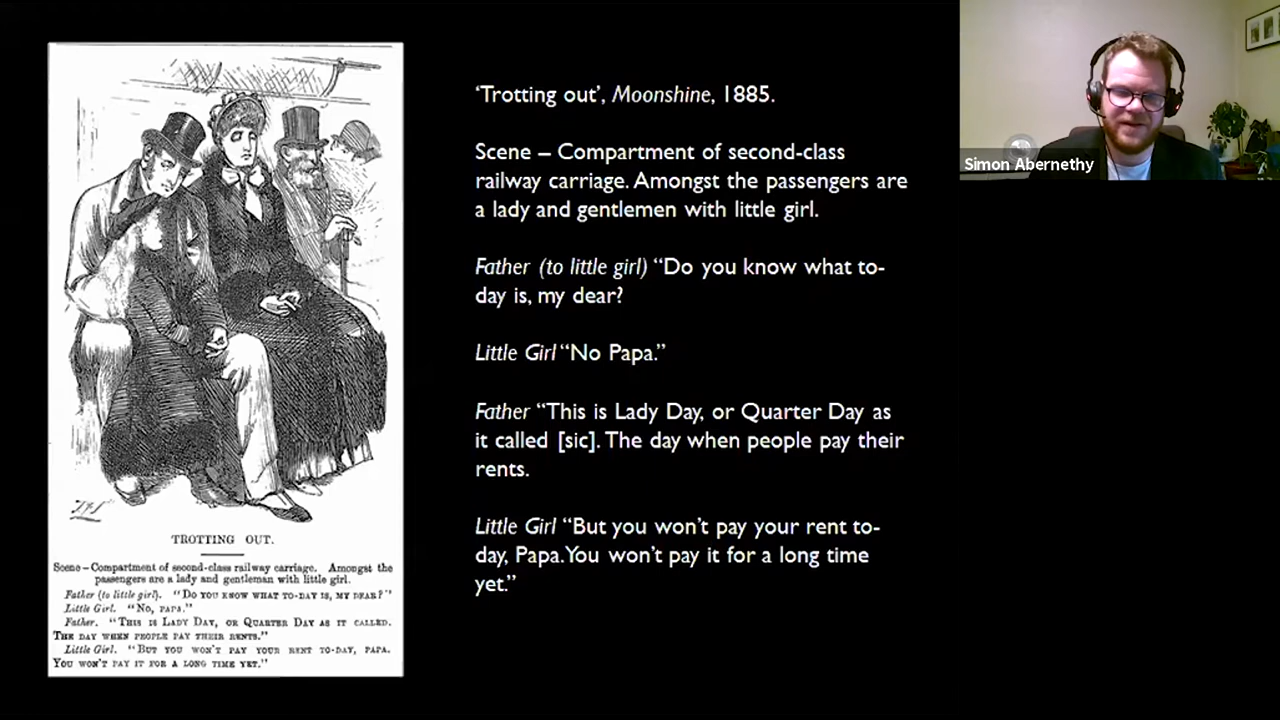 'Trotting out', Moonshine, 1885.
Scene – Compartment of second-class
railway carriage. Amongst the passengers are
a lady and gentlemen with little girl.
Father (to little girl) “Do you know what to-
day is, my dear?
Little Girl “No Papa.”
Father “This is Lady Day, or Quarter Day as
it called [sic]. The day when people pay their
rents.
Little Girl “But you won't pay your rent to-
day, Papa. You won't pay it for a long time
yet.”
TROTTING OUT.
Scene – Compartment of second-class railway carriage. Amongst the
passengers are a lady and gentleman with little girl.
Father (to little girl). “DO YOU KNOW WHAT TO-DAY IS, MY DEAR?”
Little Girl. “NO, PAPA.”
Father. “THIS IS LADY DAY, OR QUARTER DAY AS IT CALLED.
THE DAY WHEN PEOPLE PAY THEIR RENTS.”
Little Girl. “BUT YOU WON'T PAY YOUR RENT TO-DAY, PAPA.
YOU WON'T PAY IT FOR A LONG TIME YET.”
Simon Abernethy